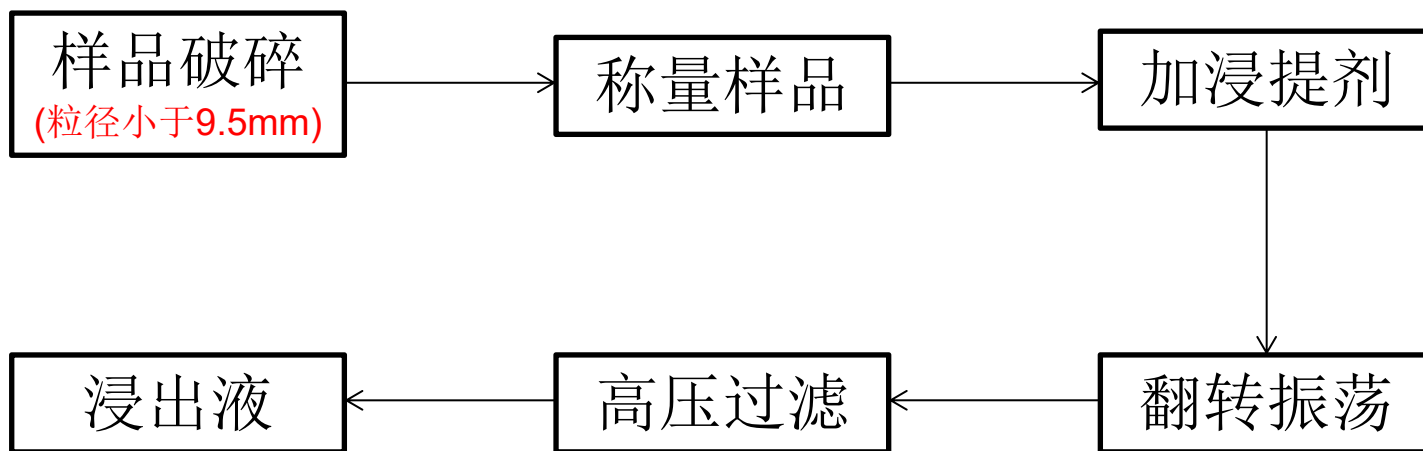 样品破碎
(粒径小于9.5mm)
称量样品
加浸提剂
翻转振荡
高压过滤
浸出液